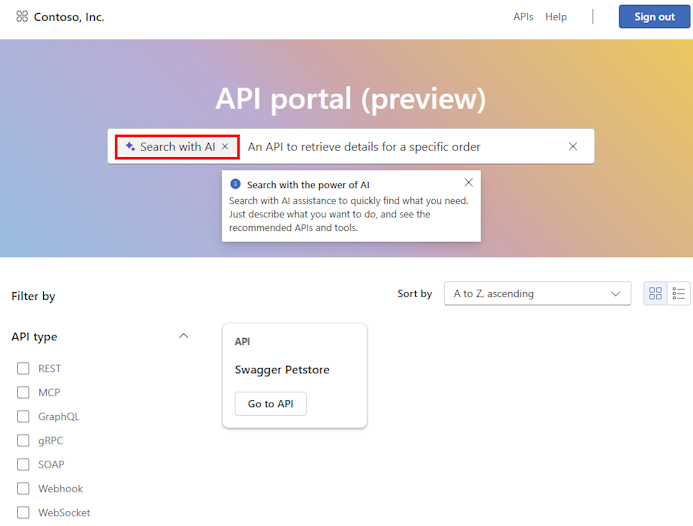 Contoso, Inc.
APIs Help Sign out
API portal (preview)
Search with AI An API to retrieve details for a specific order
Search with the power of AI
Search with AI assistance to quickly find what you need.
Just describe what you want to do, and see the
recommended APIs and tools.
Filter by
Sort by A to Z, ascending
API type
REST
MCP
GraphQL
gRPC
SOAP
Webhook
WebSocket
API
Swagger Petstore
Go to API